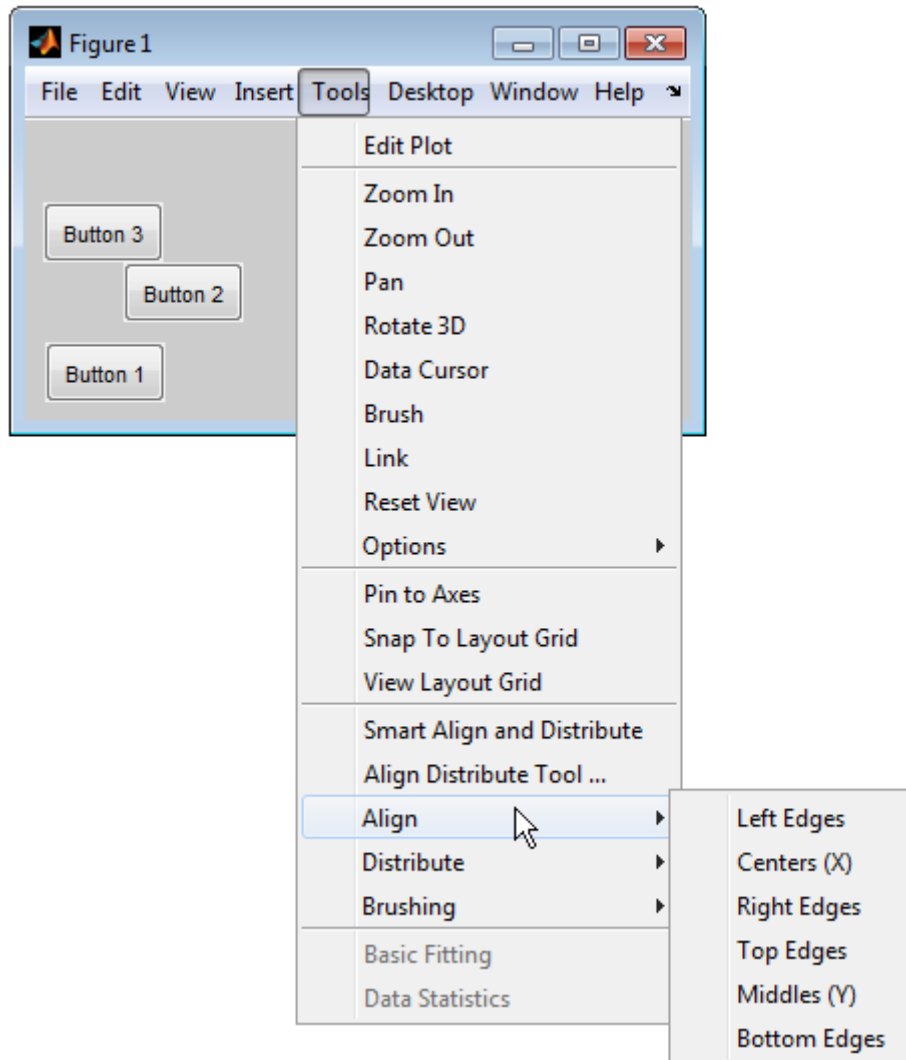 Figure 1
File Edit View Insert Tools Desktop Window Help
Button 3
Button 2
Button 1
Edit Plot
Zoom In
Zoom Out
Pan
Rotate 3D
Data Cursor
Brush
Link
Reset View
Options
Pin to Axes
Snap To Layout Grid
View Layout Grid
Smart Align and Distribute
Align Distribute Tool ...
Align
Distribute
Brushing
Basic Fitting
Data Statistics
Left Edges
Centers (X)
Right Edges
Top Edges
Middles (Y)
Bottom Edges